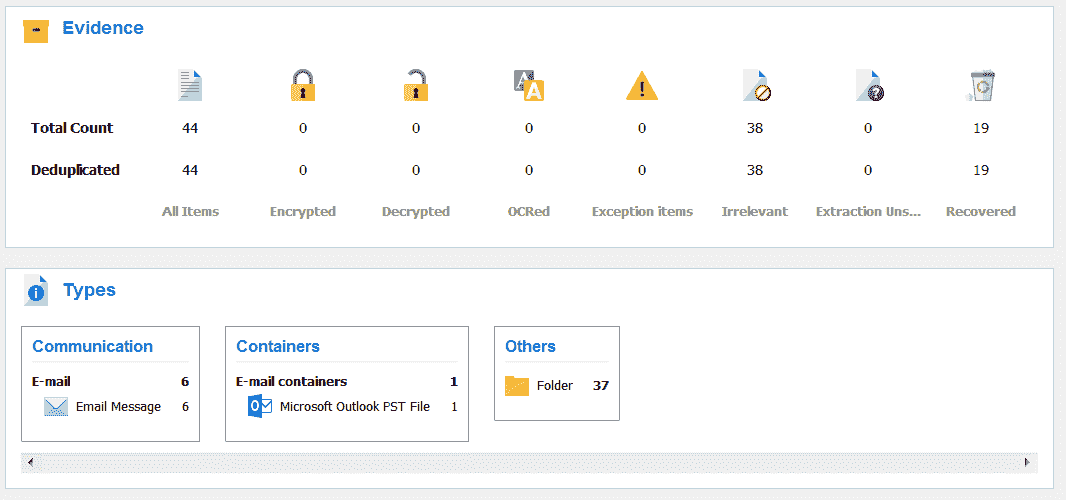 Evidence
Total Count 44 0 0 0 0 38 0 19
Deduplicated 44 0 0 0 0 38 0 19
All Items Encrypted Decrypted OCRed Exception items Irrelevant Extraction Uns... Recovered
Types
Communication
E-mail 6
Email Message 6
Containers
E-mail containers 1
Microsoft Outlook PST File 1
Others
Folder 37